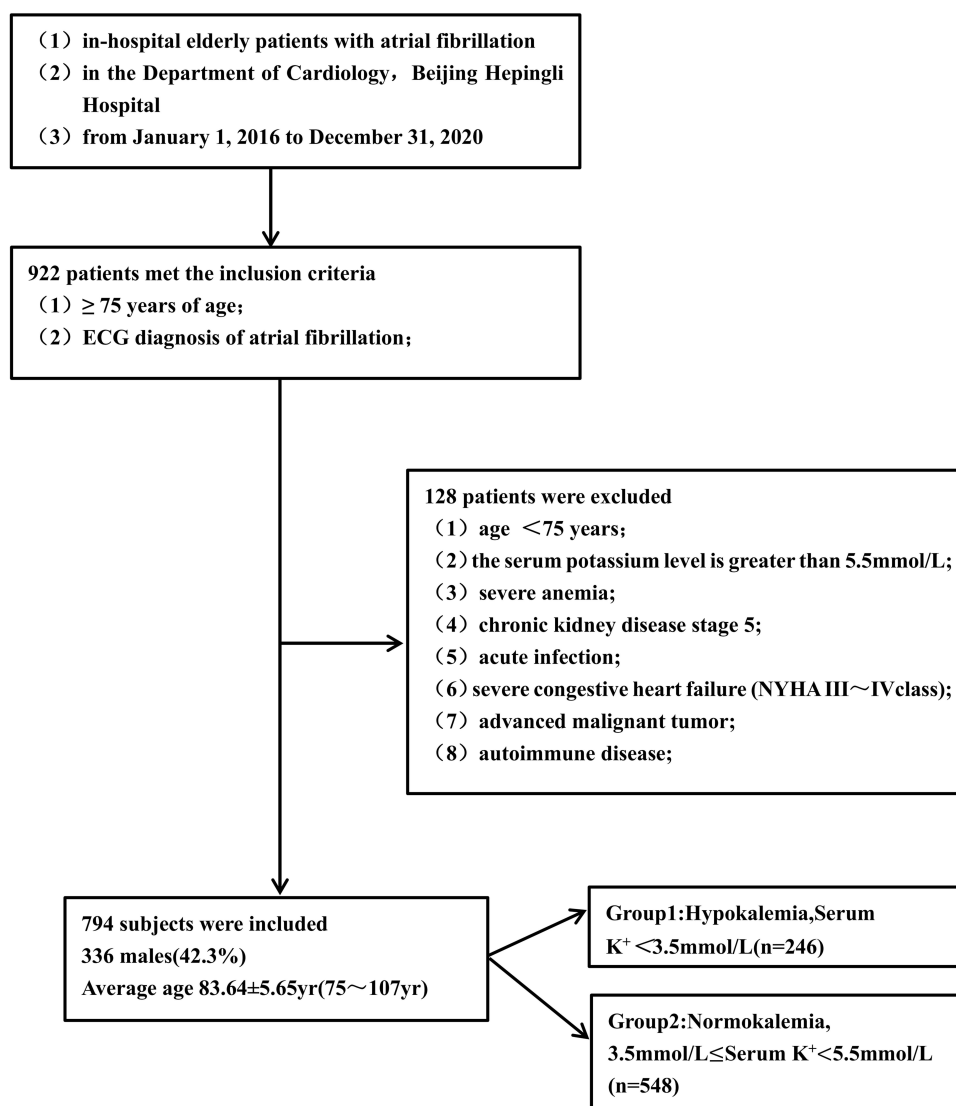 （1）in-hospital elderly patients with atrial fibrillation
（2）in the Department of Cardiology，Beijing Hepingli
Hospital
（3）from January 1, 2016 to December 31, 2020
922 patients met the inclusion criteria
（1）≥ 75 years of age；
（2）ECG diagnosis of atrial fibrillation；
128 patients were excluded
（1）age ＜75 years；
（2）the serum potassium level is greater than 5.5mmol/L;
（3）severe anemia;
（4）chronic kidney disease stage 5;
（5）acute infection;
（6）severe congestive heart failure (NYHA III～IVclass);
（7）advanced malignant tumor;
（8）autoimmune disease;
794 subjects were included
336 males(42.3%)
Average age 83.64±5.65yr(75～107yr)
Group1:Hypokalemia,Serum
K⁺＜3.5mmol/L(n=246)
Group2:Normokalemia,
3.5mmol/L≤Serum K⁺<5.5mmol/L
(n=548)